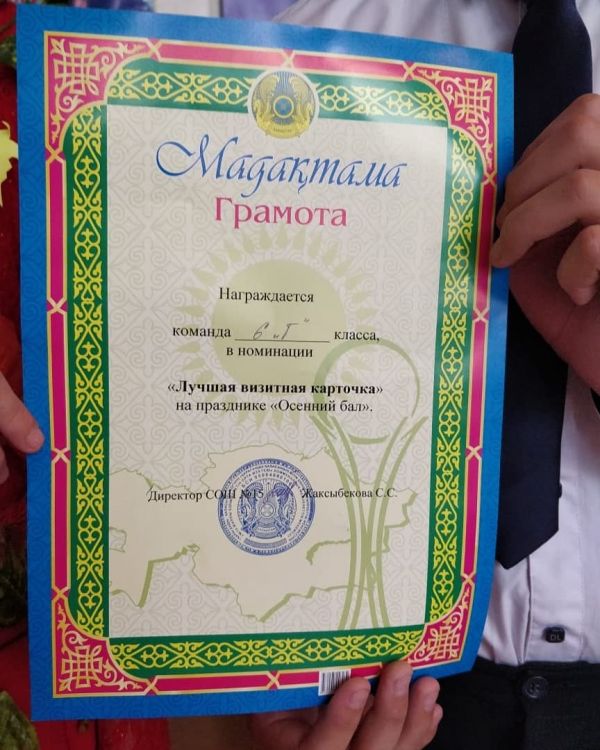 Мадақтама
Грамота
Награждается
команда 6 „Г" класса,
в номинации
«Лучшая визитная карточка»
на празднике «Осенний бал».
Директор СОШ №15 Жаксыбекова С.С.